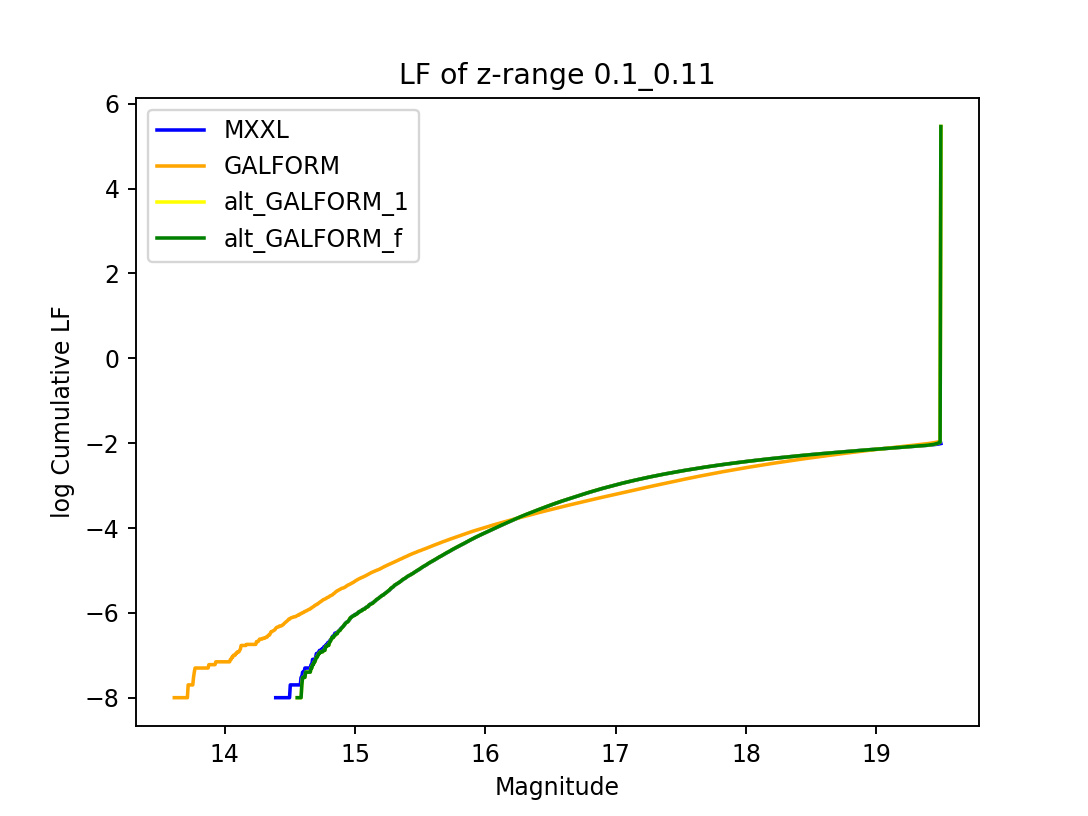 LF of z-range 0.1_0.11
MXXL
GALFORM
alt_GALFORM_1
alt_GALFORM_f
log Cumulative LF
6
4
2
0
−2
−4
−6
−8
14 15 16 17 18 19
Magnitude